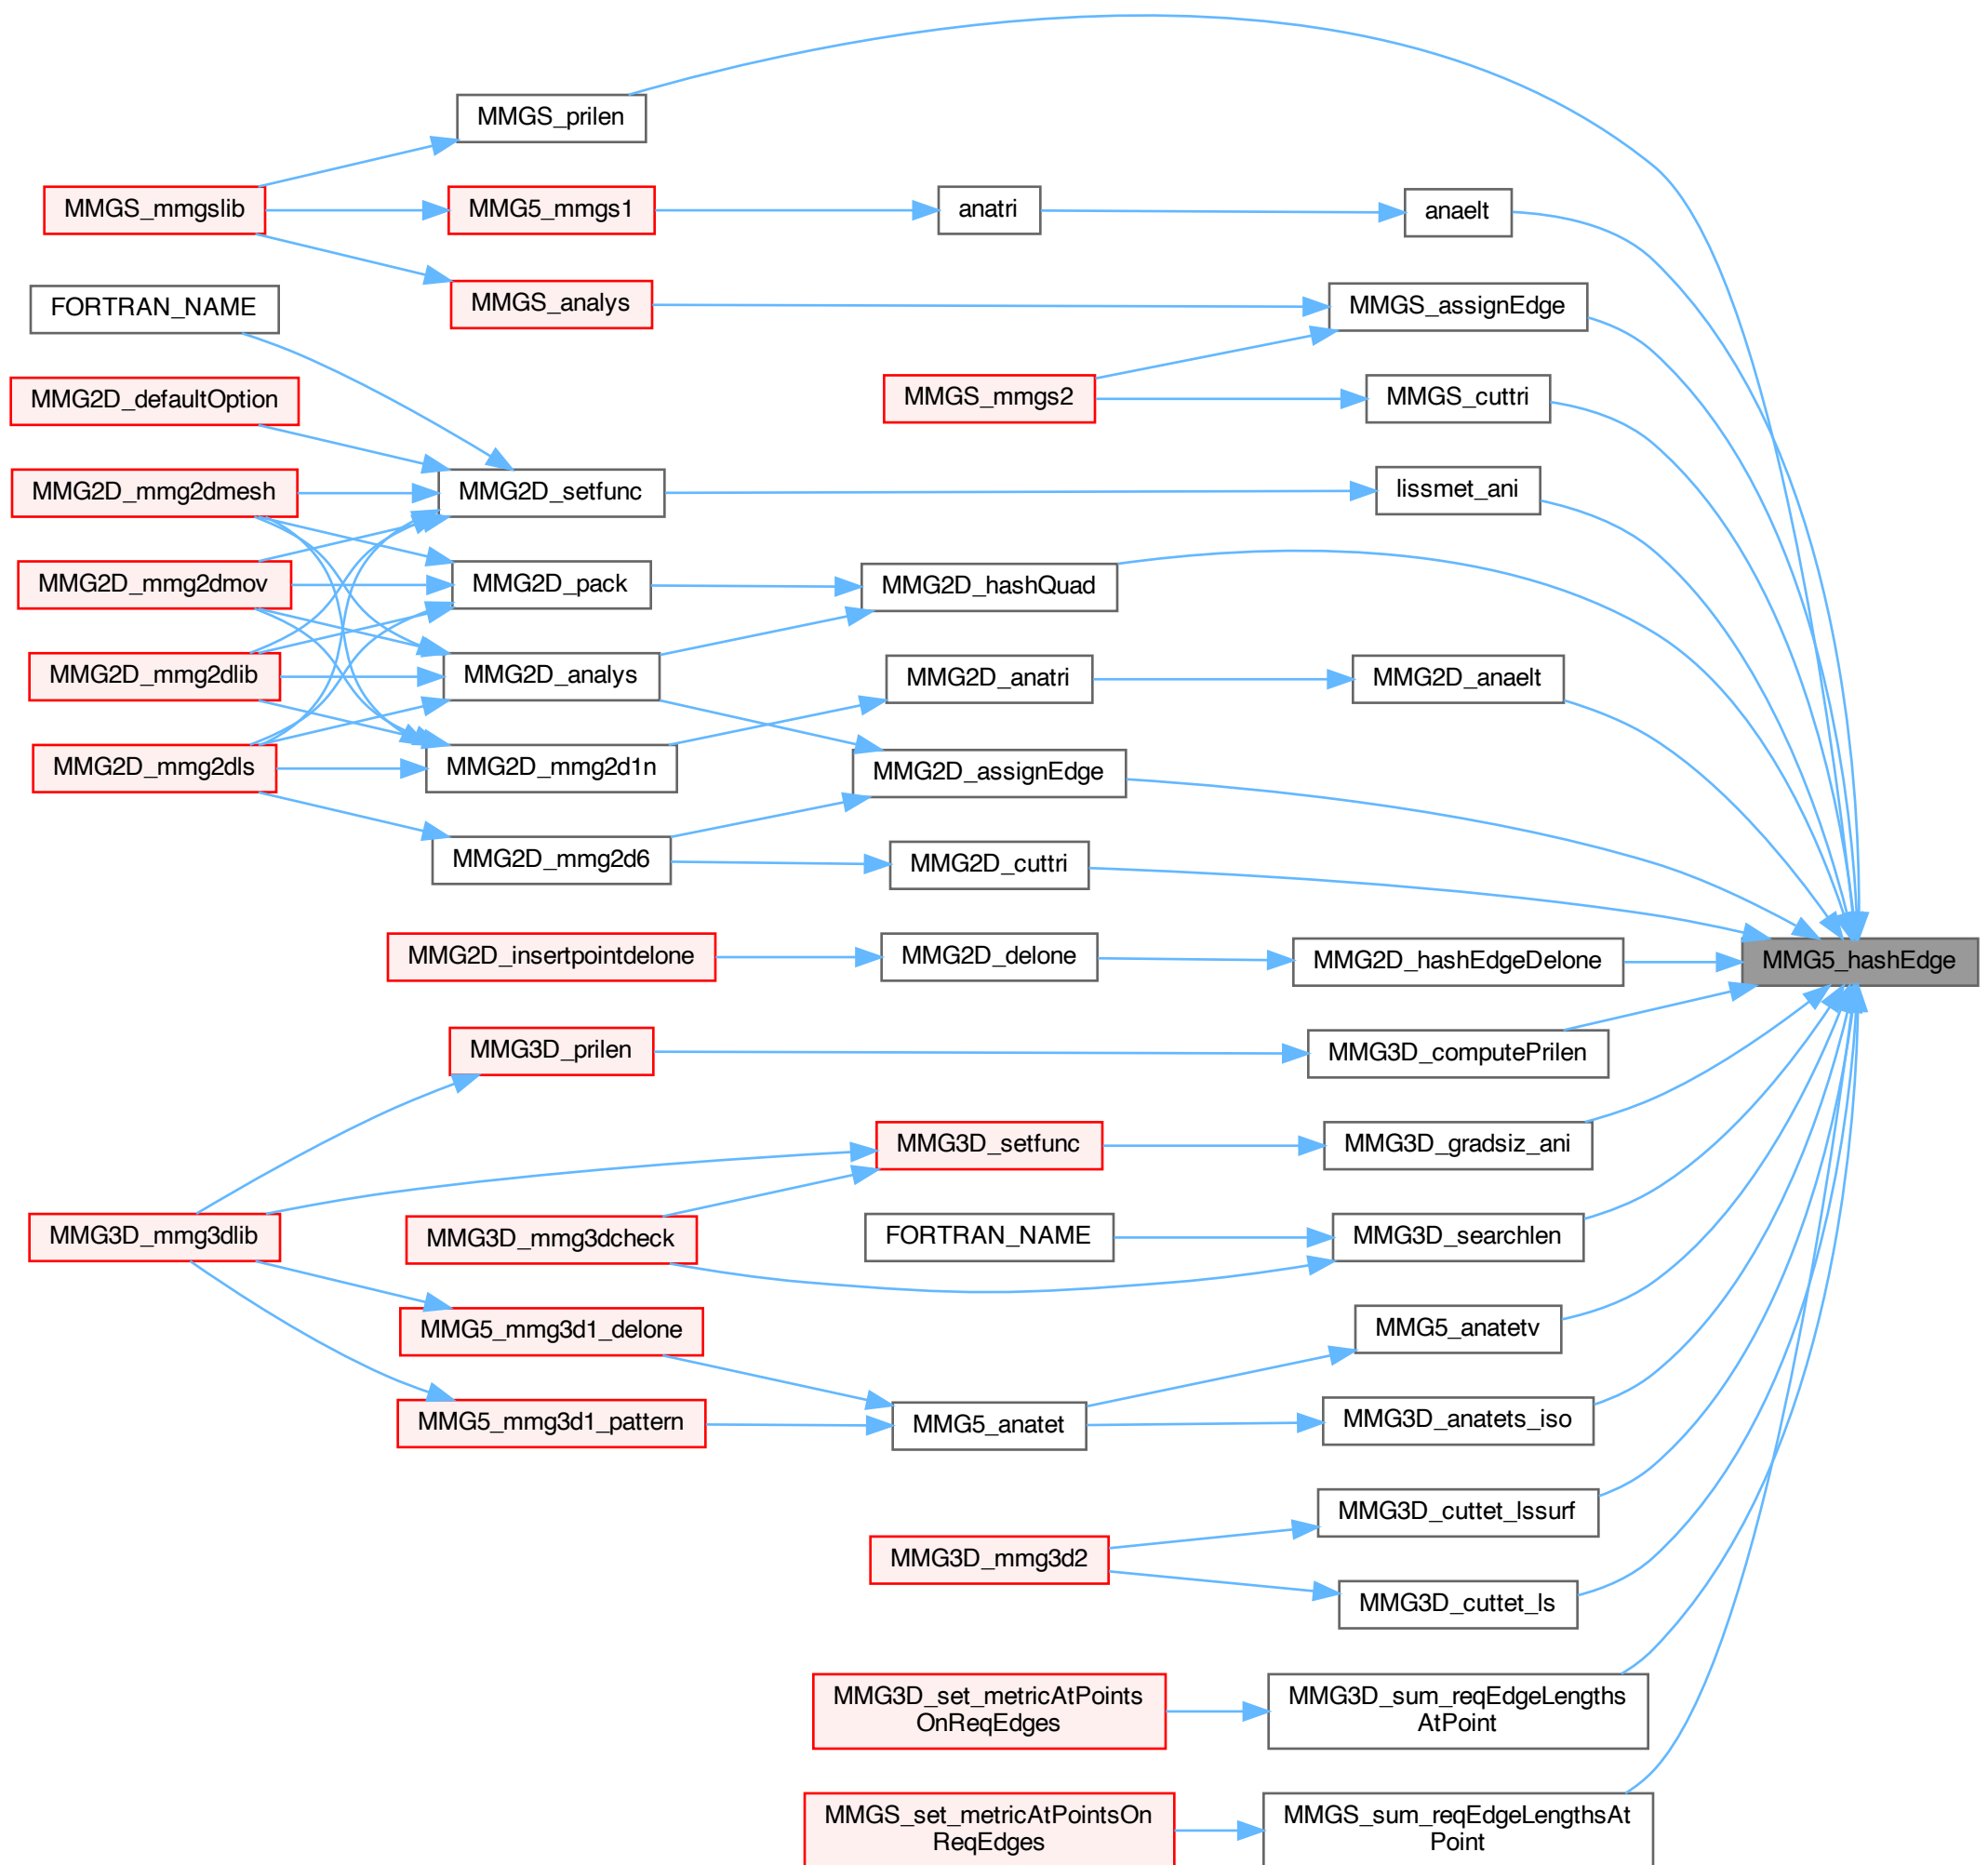 MMGS_prilen
MMGS_mmgslib
MMG5_mmgs1
anatri
anaelt
FORTRAN_NAME
MMGS_analys
MMGS_assignEdge
MMG2D_defaultOption
MMGS_mmgs2
MMGS_cuttri
MMG2D_mmg2dmesh
MMG2D_setfunc
lissmet_ani
MMG2D_mmg2dmov
MMG2D_pack
MMG2D_hashQuad
MMG2D_mmg2dlib
MMG2D_analys
MMG2D_anatri
MMG2D_anaelt
MMG2D_mmg2dls
MMG2D_mmg2d1n
MMG2D_assignEdge
MMG2D_mmg2d6
MMG2D_cuttri
MMG2D_insertpointdelone
MMG2D_delone
MMG2D_hashEdgeDelone
MMG5_hashEdge
MMG3D_prilen
MMG3D_computePrilen
MMG3D_setfunc
MMG3D_gradsiz_ani
MMG3D_mmg3dlib
MMG3D_mmg3dcheck
FORTRAN_NAME
MMG3D_searchlen
MMG5_mmg3d1_delone
MMG5_anatetv
MMG5_mmg3d1_pattern
MMG5_anatet
MMG3D_anatets_iso
MMG3D_cuttet_lssurf
MMG3D_mmg3d2
MMG3D_cuttet_ls
MMG3D_set_metricAtPoints
OnReqEdges
MMG3D_sum_reqEdgeLengths
AtPoint
MMGS_set_metricAtPointsOn
ReqEdges
MMGS_sum_reqEdgeLengthsAt
Point